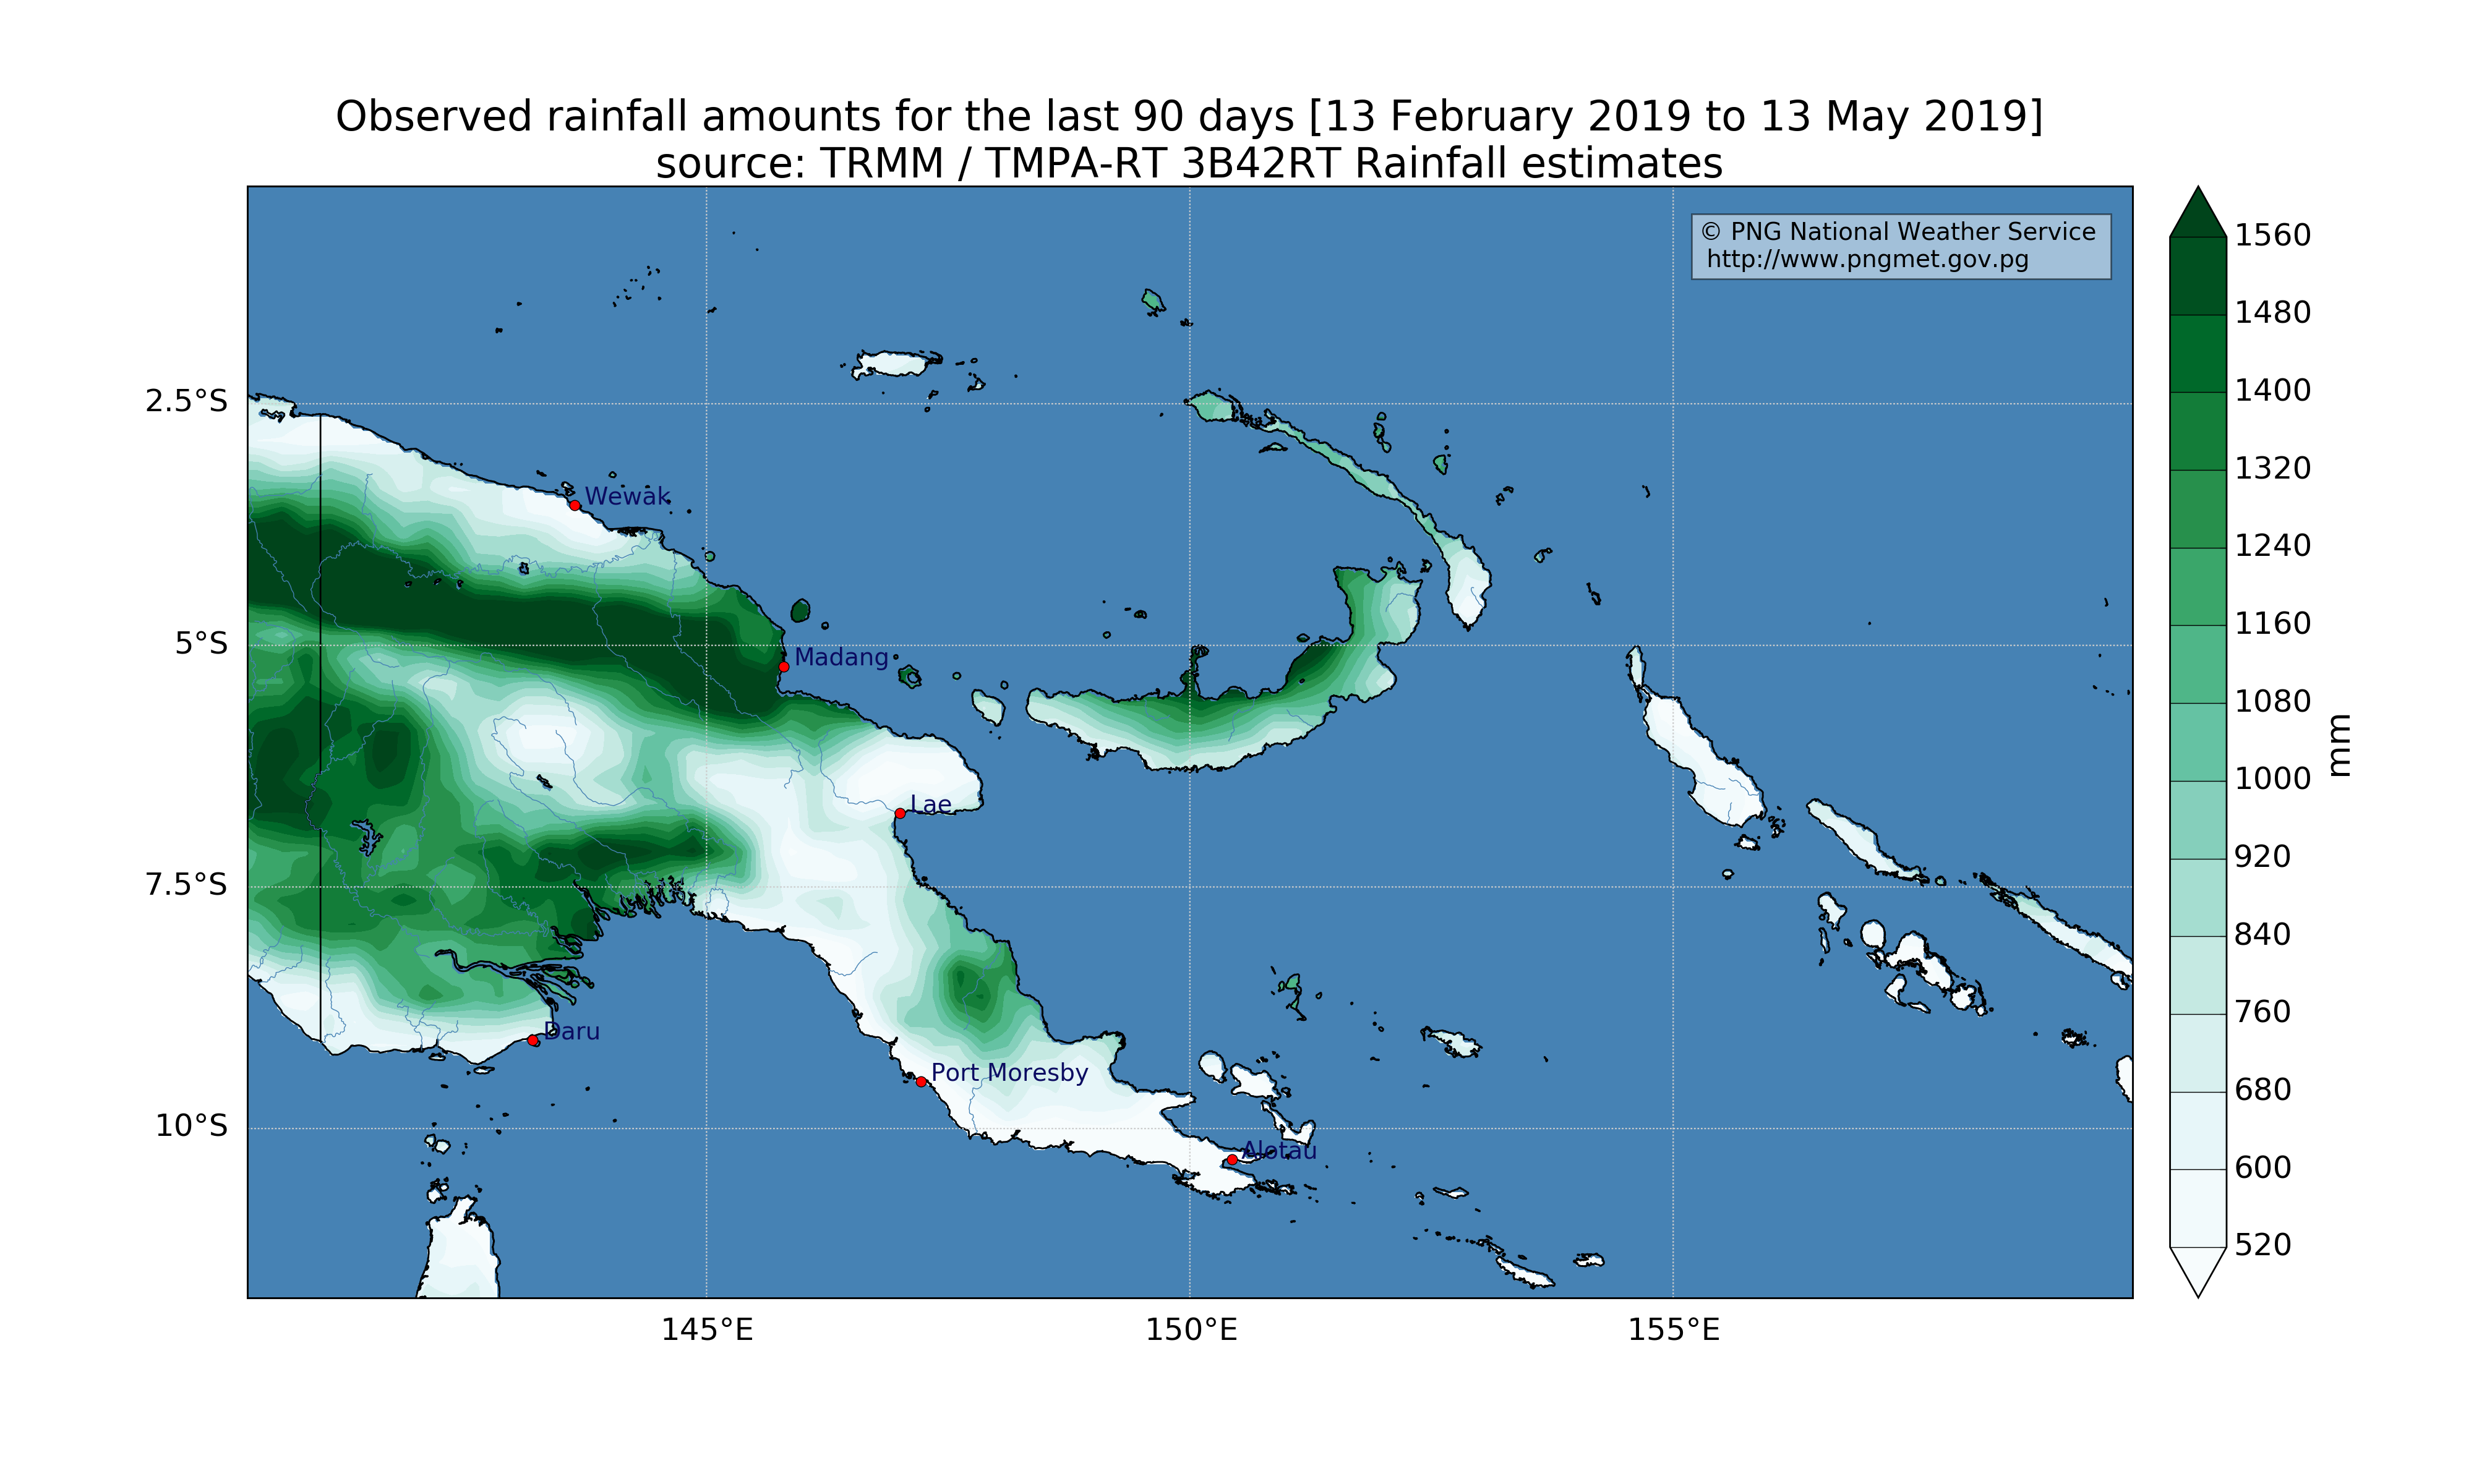 Observed rainfall amounts for the last 90 days [13 February 2019 to 13 May 2019]
source: TRMM / TMPA-RT 3B42RT Rainfall estimates
© PNG National Weather Service
http://www.pngmet.gov.pg
2.5°S
5°S
7.5°S
10°S
Wewak
Madang
Lae
Daru
Port Moresby
Alotau
145°E
150°E
155°E
1560
1480
1400
1320
1240
1160
1080
1000
920
840
760
680
600
520
mm